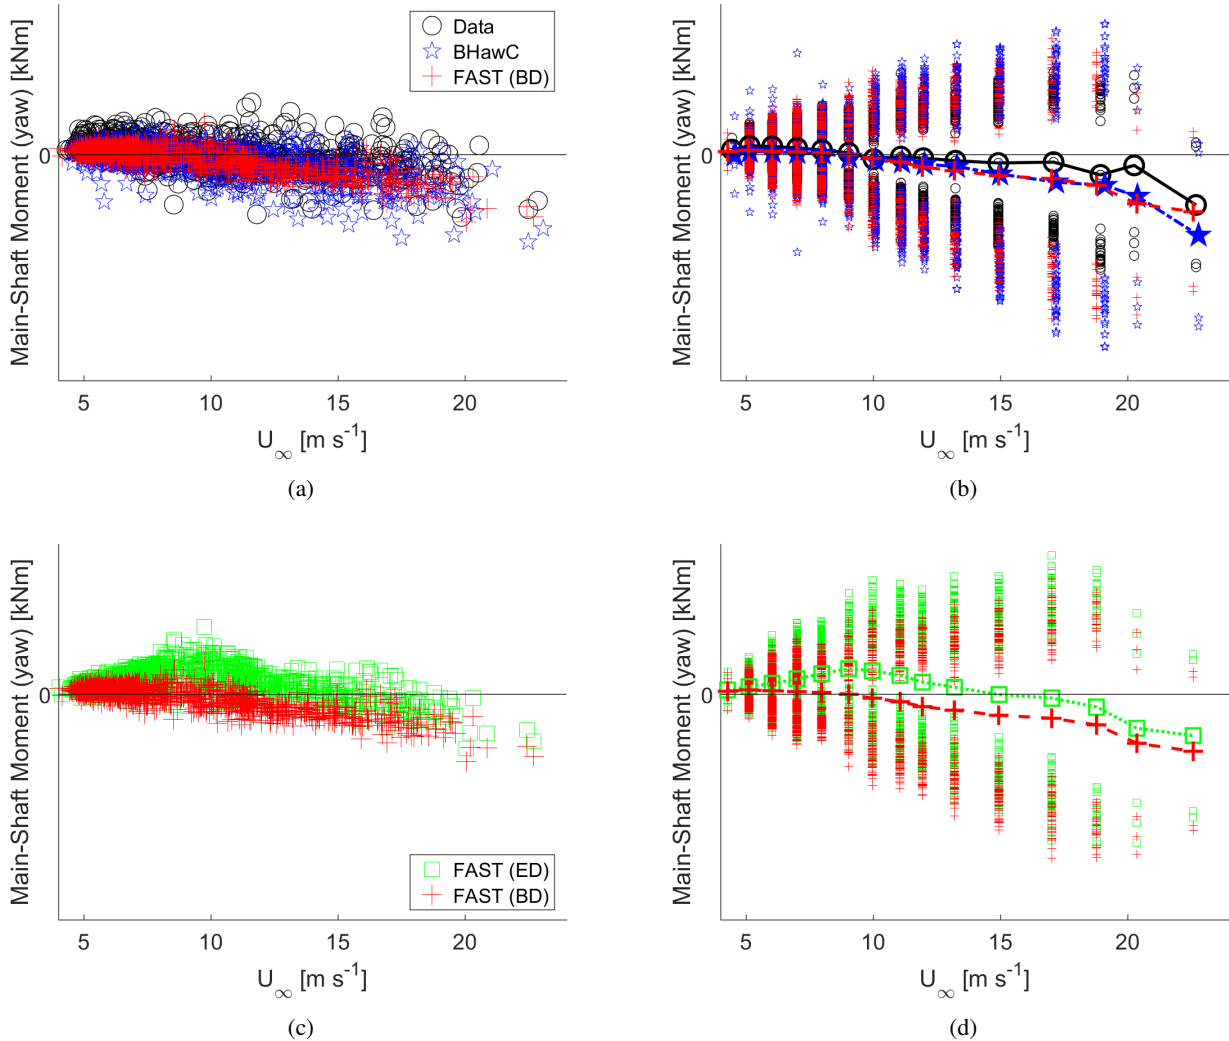 Main-Shaft Moment (yaw) [kNm]
Data
BHawC
FAST (BD)
0
5
10
15
20
U∞ [m s-1]
(a)
Main-Shaft Moment (yaw) [kNm]
0
5
10
15
20
U∞ [m s-1]
(b)
Main-Shaft Moment (yaw) [kNm]
0
FAST (ED)
FAST (BD)
5
10
15
20
U∞ [m s-1]
(c)
Main-Shaft Moment (yaw) [kNm]
0
5
10
15
20
U∞ [m s-1]
(d)